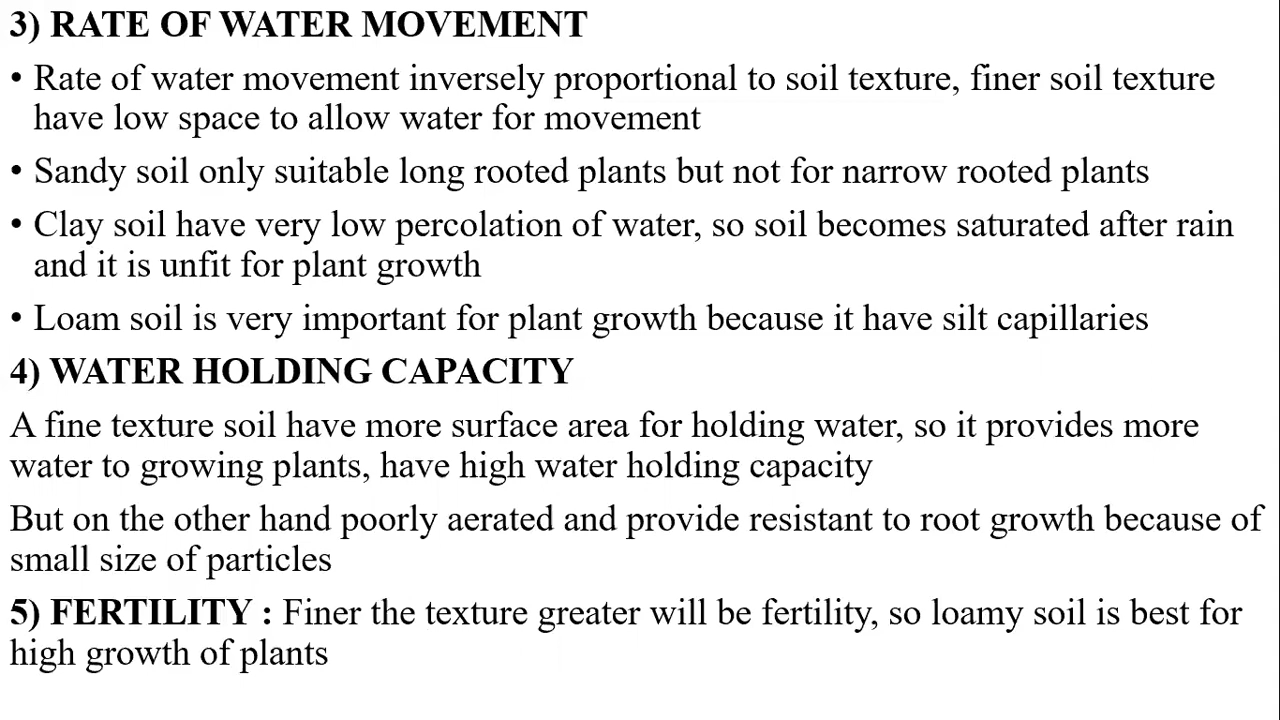 3) RATE OF WATER MOVEMENT
• Rate of water movement inversely proportional to soil texture, finer soil texture
have low space to allow water for movement
• Sandy soil only suitable long rooted plants but not for narrow rooted plants
• Clay soil have very low percolation of water, so soil becomes saturated after rain
and it is unfit for plant growth
• Loam soil is very important for plant growth because it have silt capillaries
4) WATER HOLDING CAPACITY
A fine texture soil have more surface area for holding water, so it provides more
water to growing plants, have high water holding capacity
But on the other hand poorly aerated and provide resistant to root growth because of
small size of particles
5) FERTILITY : Finer the texture greater will be fertility, so loamy soil is best for
high growth of plants